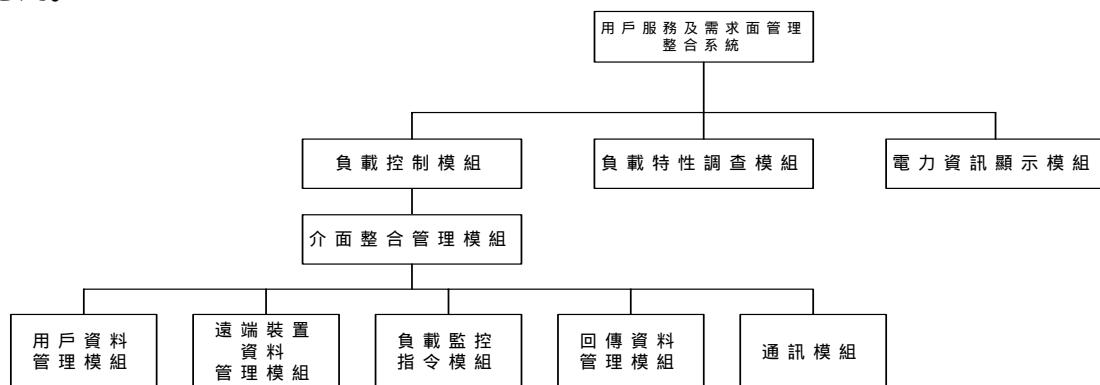 用戶服務及需求面管理
整合系統
負載控制模組
負載特性調查模組
電力資訊顯示模組
介面整合管理模組
用戶資料
管理模組
遠端裝置
資料
管理模組
負載監控
指令模組
回傳資料
管理模組
通訊模組